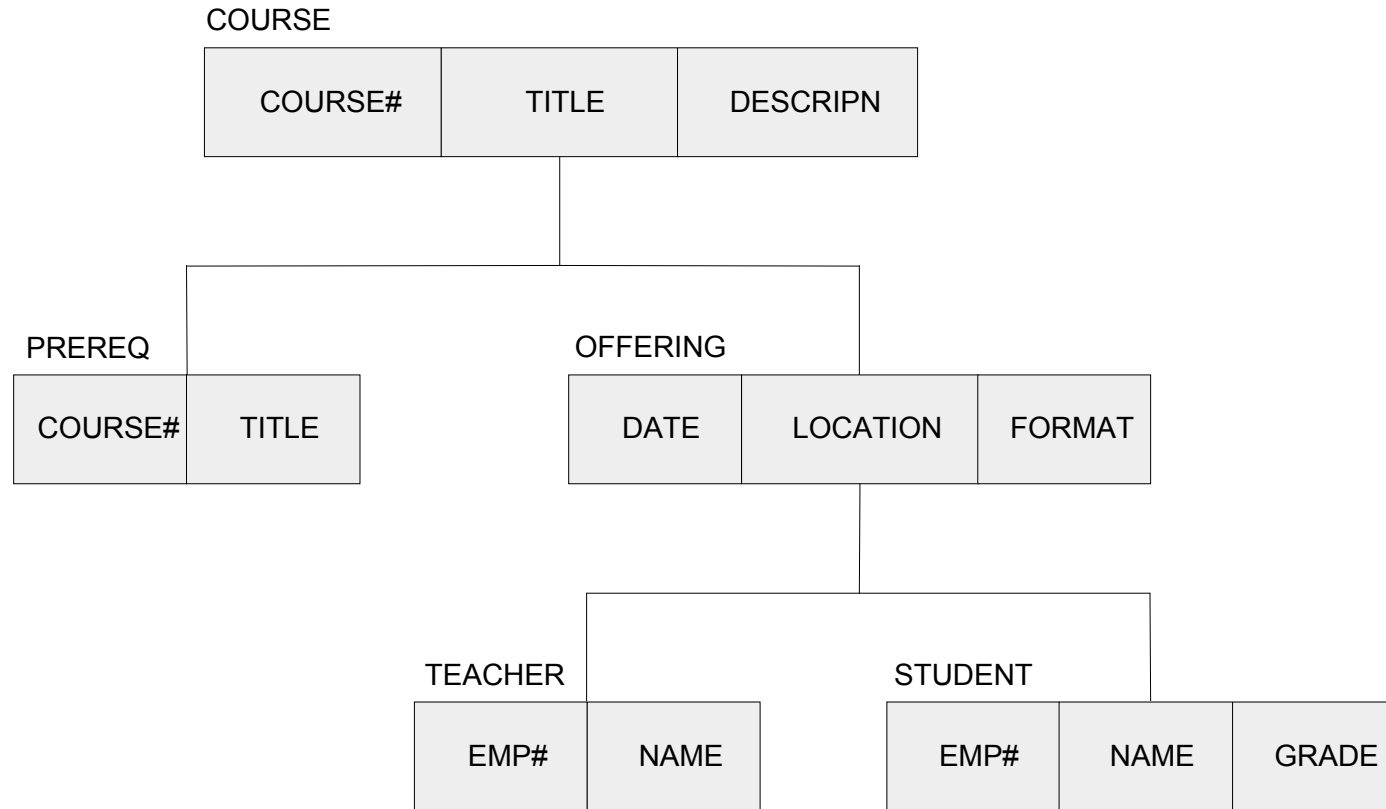 COURSE
COURSE# TITLE DESCRIPN
PREREQ OFFERING
COURSE# TITLE DATE LOCATION FORMAT
TEACHER STUDENT
EMP# NAME EMP# NAME GRADE